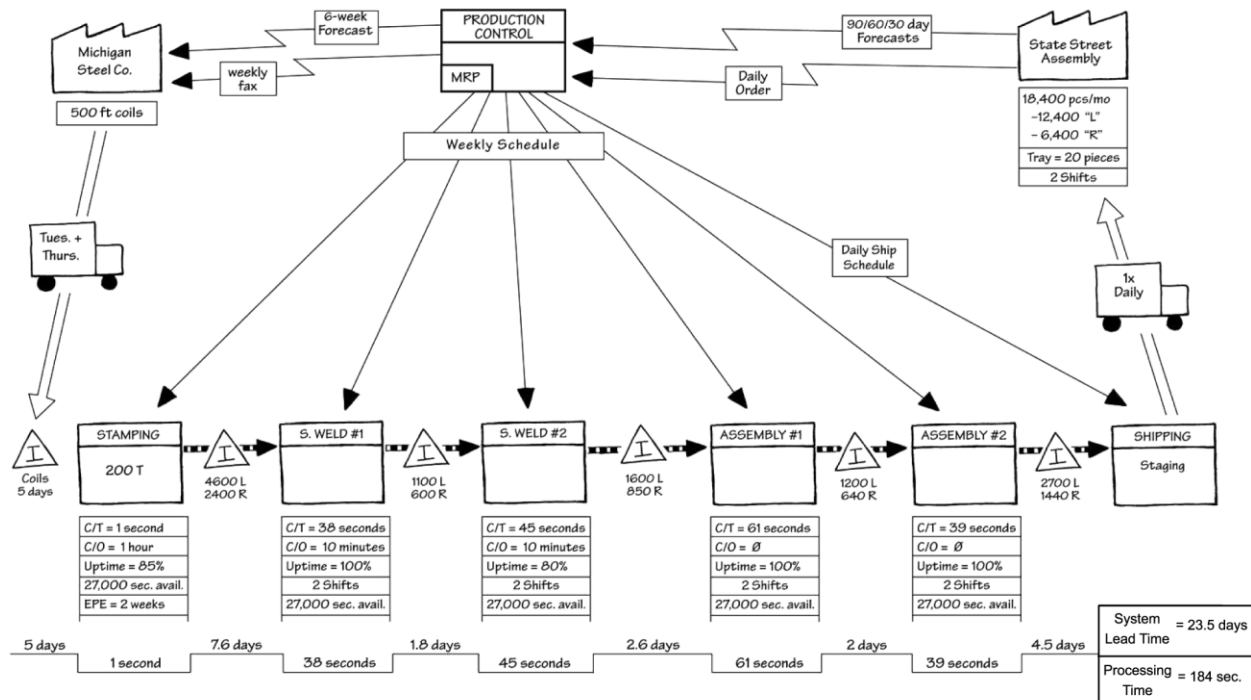 Michigan
Steel Co.
500 ft coils
6-week
Forecast
weekly
fax
PRODUCTION
CONTROL
MRP
90/60/30 day
Forecasts
Daily
Order
State Street
Assembly
18,400 pcs/mo
-12,400 "L"
- 6,400 "R"
Tray = 20 pieces
2 Shifts
Weekly Schedule
Tues. +
Thurs.
Daily Ship
Schedule
1x
Daily
I
Coils
5 days
STAMPING
200 T
I
4600 L
2400 R
S. WELD #1
I
1100 L
600 R
S. WELD #2
I
1600 L
850 R
ASSEMBLY #1
I
1200 L
640 R
ASSEMBLY #2
I
2700 L
1440 R
SHIPPING
Staging
C/T = 1 second
C/O = 1 hour
Uptime = 85%
27,000 sec. avail.
EPE = 2 weeks
C/T = 38 seconds
C/O = 10 minutes
Uptime = 100%
2 Shifts
27,000 sec. avail.
C/T = 45 seconds
C/O = 10 minutes
Uptime = 80%
2 Shifts
27,000 sec. avail.
C/T = 61 seconds
C/O = Ø
Uptime = 100%
2 Shifts
27,000 sec. avail.
C/T = 39 seconds
C/O = Ø
Uptime = 100%
2 Shifts
27,000 sec. avail.
5 days
1 second
7.6 days
38 seconds
1.8 days
45 seconds
2.6 days
61 seconds
2 days
39 seconds
4.5 days
System
Lead Time = 23.5 days
Processing
Time = 184 sec.